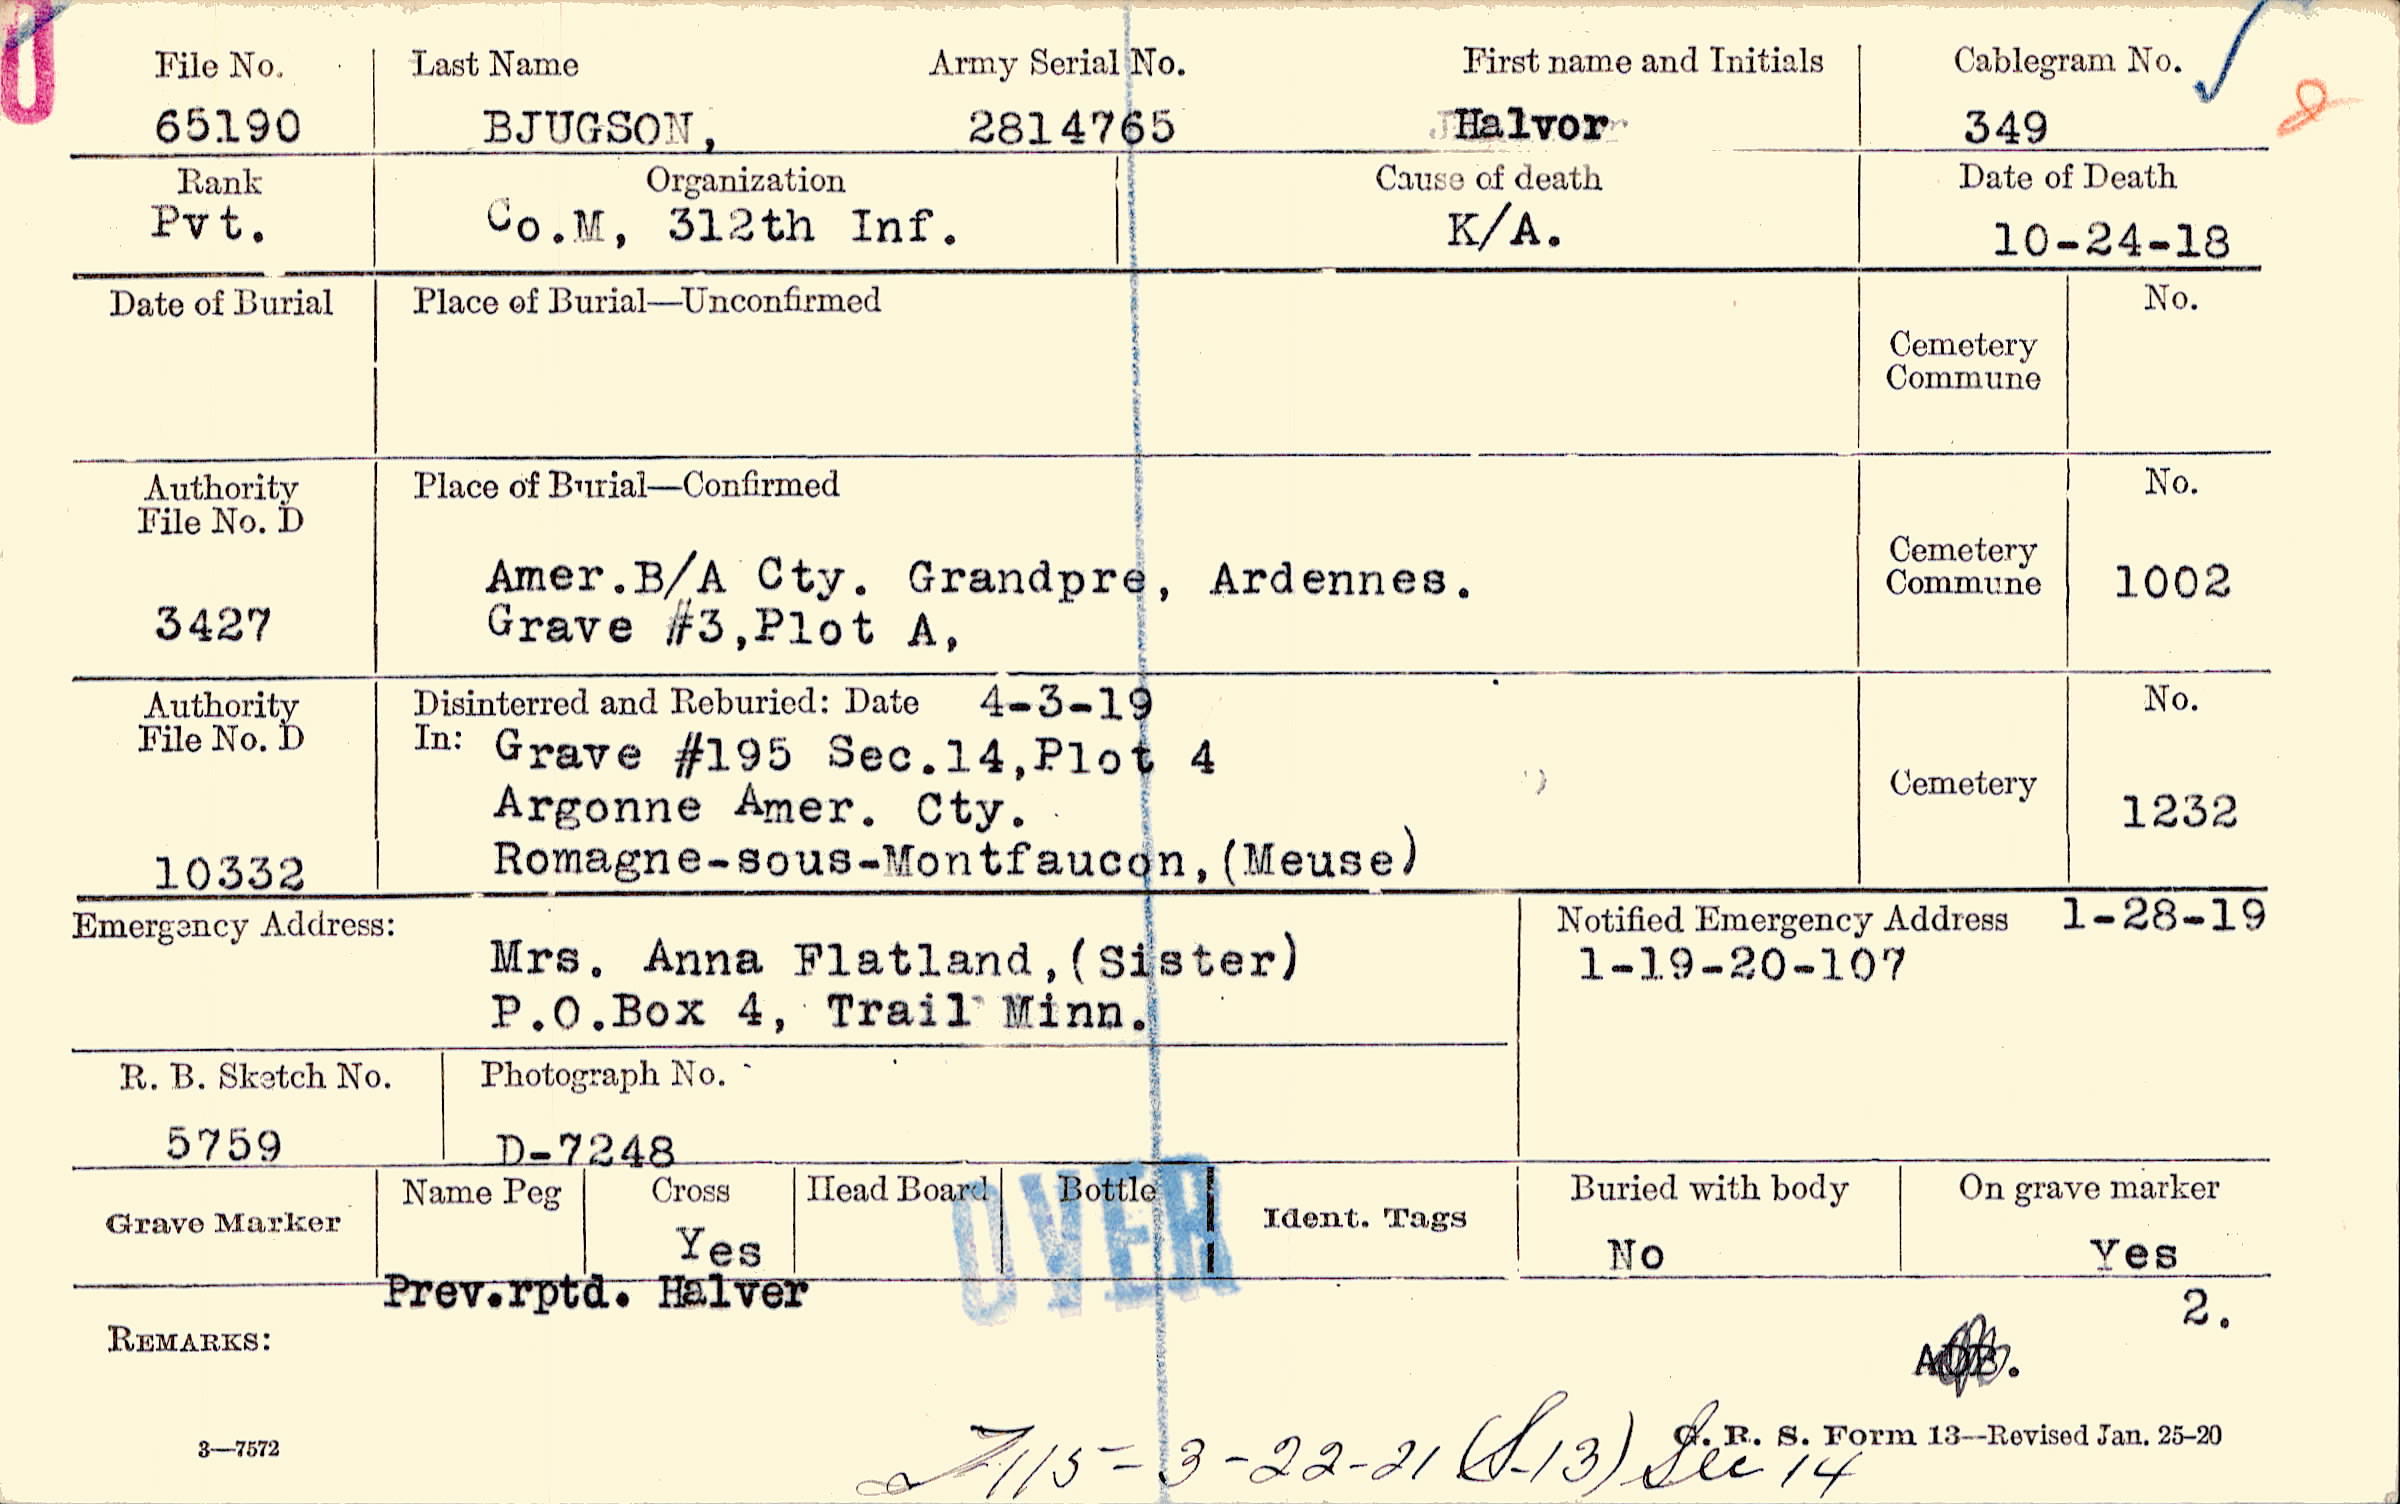 File No. Last Name Army Serial No. First name and Initials Cablegram No.
65190 BJUGSON, 2814765 Halvor 349
Rank Organization Cause of death Date of Death
Pvt. Co.M, 312th Inf. K/A. 10-24-18
Date of Burial Place of Burial—Unconfirmed No.
Cemetery
Commune
Authority Place of Burial—Confirmed No.
File No. D
Cemetery
Amer.B/A Cty. Grandpre, Ardennes. Commune 1002
3427 Grave #3,Plot A,
Authority Disinterred and Reburied: Date 4-3-19 No.
File No. D In: Grave #195 Sec.14,Plot 4
Cemetery
Argonne Amer. Cty. 1232
10332 Romagne-sous-Montfaucon,(Meuse)
Emergency Address: Notified Emergency Address 1-28-19
Mrs. Anna Flatland,(Sister) 1-19-20-107
P.O.Box 4, Trail Minn.
R. B. Sketch No. Photograph No.
5759 D-7248
Name Peg Cross Head Board Bottle Buried with body On grave marker
Grave Marker Ident. Tags
Yes No Yes
OVER
Prev.rptd. Halver 2.
REMARKS:
3—7572 G. R. S. Form 13—Revised Jan. 25-20
115-3-22-21 (S-13) Sec 14